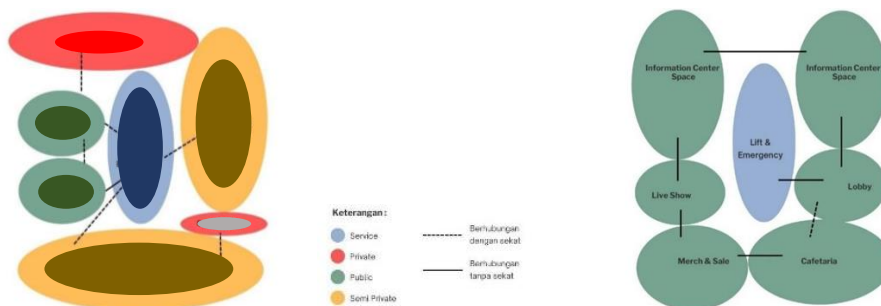 Information Center
Space
Information Center
Space
Lift &
Emergency
Live Show
Lobby
Merch & Sale
Cafetaria
Keterangan :
Service
Private
Public
Semi Private
Berhubungan
dengan sekat
Berhubungan
tanpa sekat